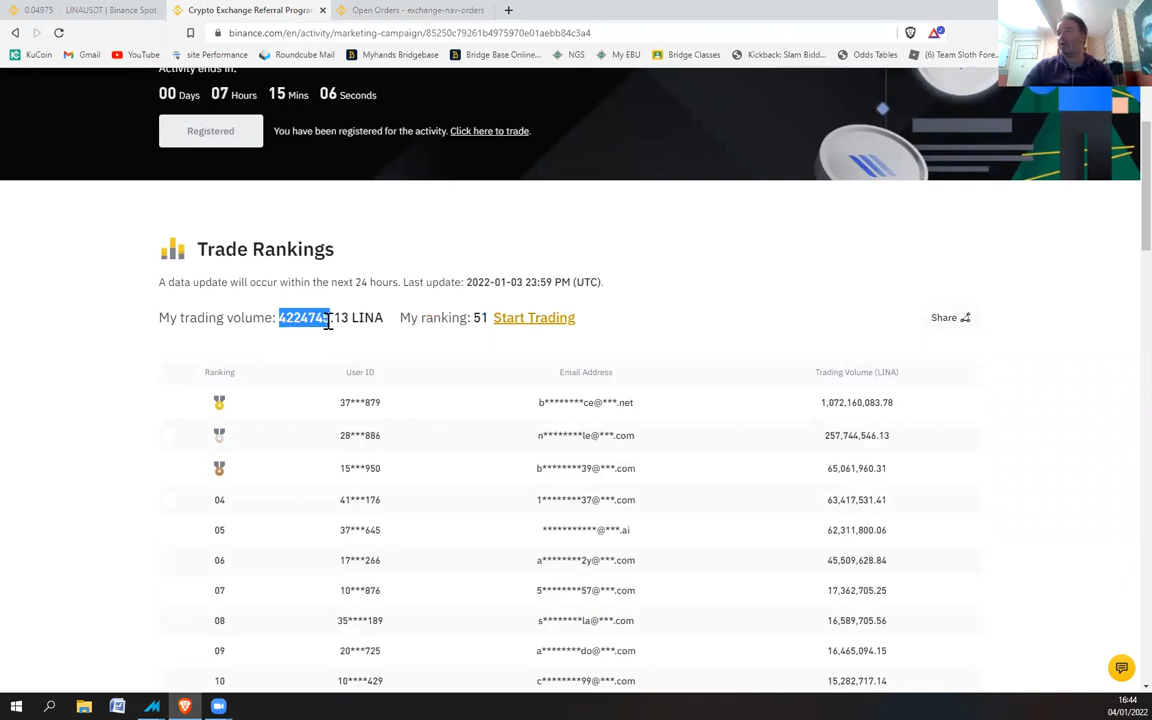 0.04975 | LINAUSDT | Binance Spot
Crypto Exchange Referral Progra
Open Orders - exchange-nav-orders
binance.com/en/activity/marketing-campaign/85250c79261b4975970e01aebb84c3a4
KuCoin
Gmail
YouTube
site Performance
Roundcube Mail
Myhands Bridgebase
Bridge Base Online...
NGS
My EBU
Bridge Classes
Kickback: Slam Bidd...
Odds Tables
(6) Team Sloth Fore...
Activity ends in:
00 Days 07 Hours 15 Mins 06 Seconds
Registered
You have been registered for the activity. Click here to trade.
Trade Rankings
A data update will occur within the next 24 hours. Last update: 2022-01-03 23:59 PM (UTC).
My trading volume: 4224745.13 LINA My ranking: 51 Start Trading
Share
Ranking User ID Email Address Trading Volume (LINA)
37***879 b********ce@***.net 1,072,160,083.78
28***886 n********le@***.com 257,744,546.13
15***950 b********39@***.com 65,061,960.31
04 41***176 1********37@***.com 63,417,531.41
05 37***645 ***********@***.ai 62,311,800.06
06 17***266 a********2y@***.com 45,509,628.84
07 10***876 5********57@***.com 17,362,705.25
08 35****189 s********la@***.com 16,589,705.56
09 20***725 a********do@***.com 16,465,094.15
10 10****429 c********99@***.com 15,282,717.14
16:44
04/01/2022